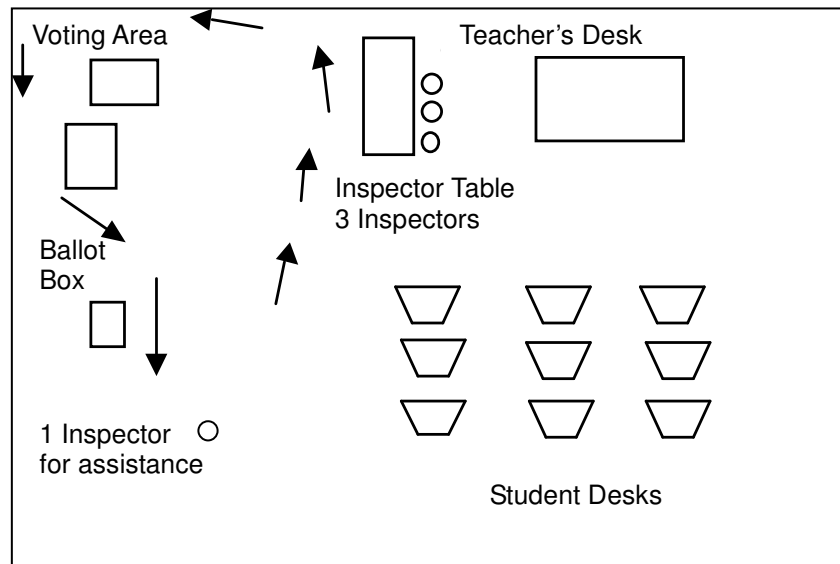 Voting Area
Teacher's Desk
Inspector Table
3 Inspectors
Ballot
Box
1 Inspector
for assistance
Student Desks